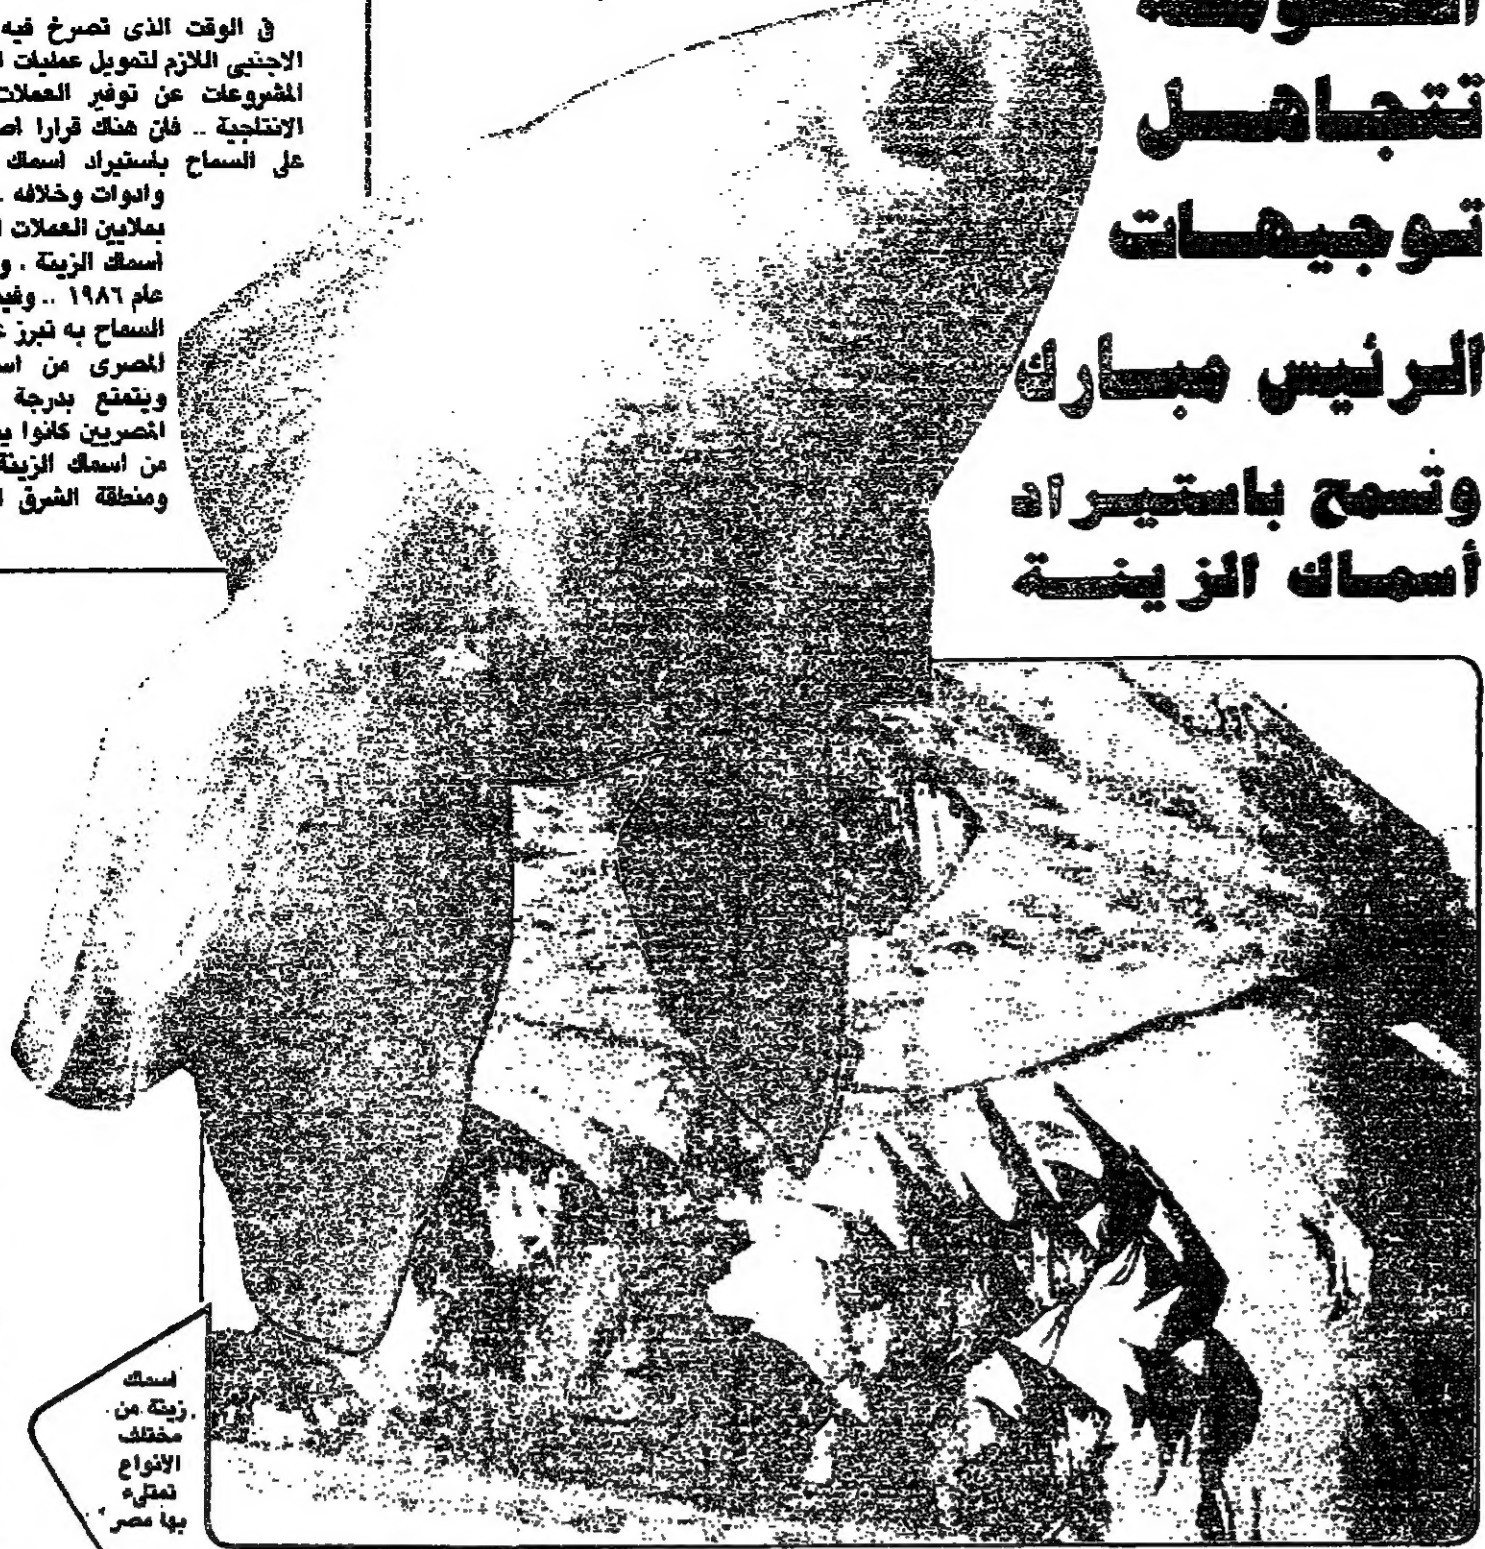 الحكومة
تتجاهل
توجيهات
الرئيس مبارك
وتسمح باستيراد
أسماك الزينة
فى الوقت الذى تصرخ فيه
الاجنبى اللازم لتمويل عمليات
المشروعات عن توفير العملات
الانتاجية .. فان هناك قرارا
على السماح باستيراد اسماك
وادوات وخلافه .
بملايين العملات
اسماك الزينة . و
عام ١٩٨٦ ..
السماح به تبرز
المصرى من
ويتمتع بدرجة
المصريين كانوا
من اسماك الزينة
ومنطقة الشرق
اسماك
زينة من
مختلف
الانواع
تمتلىء
بها مصر